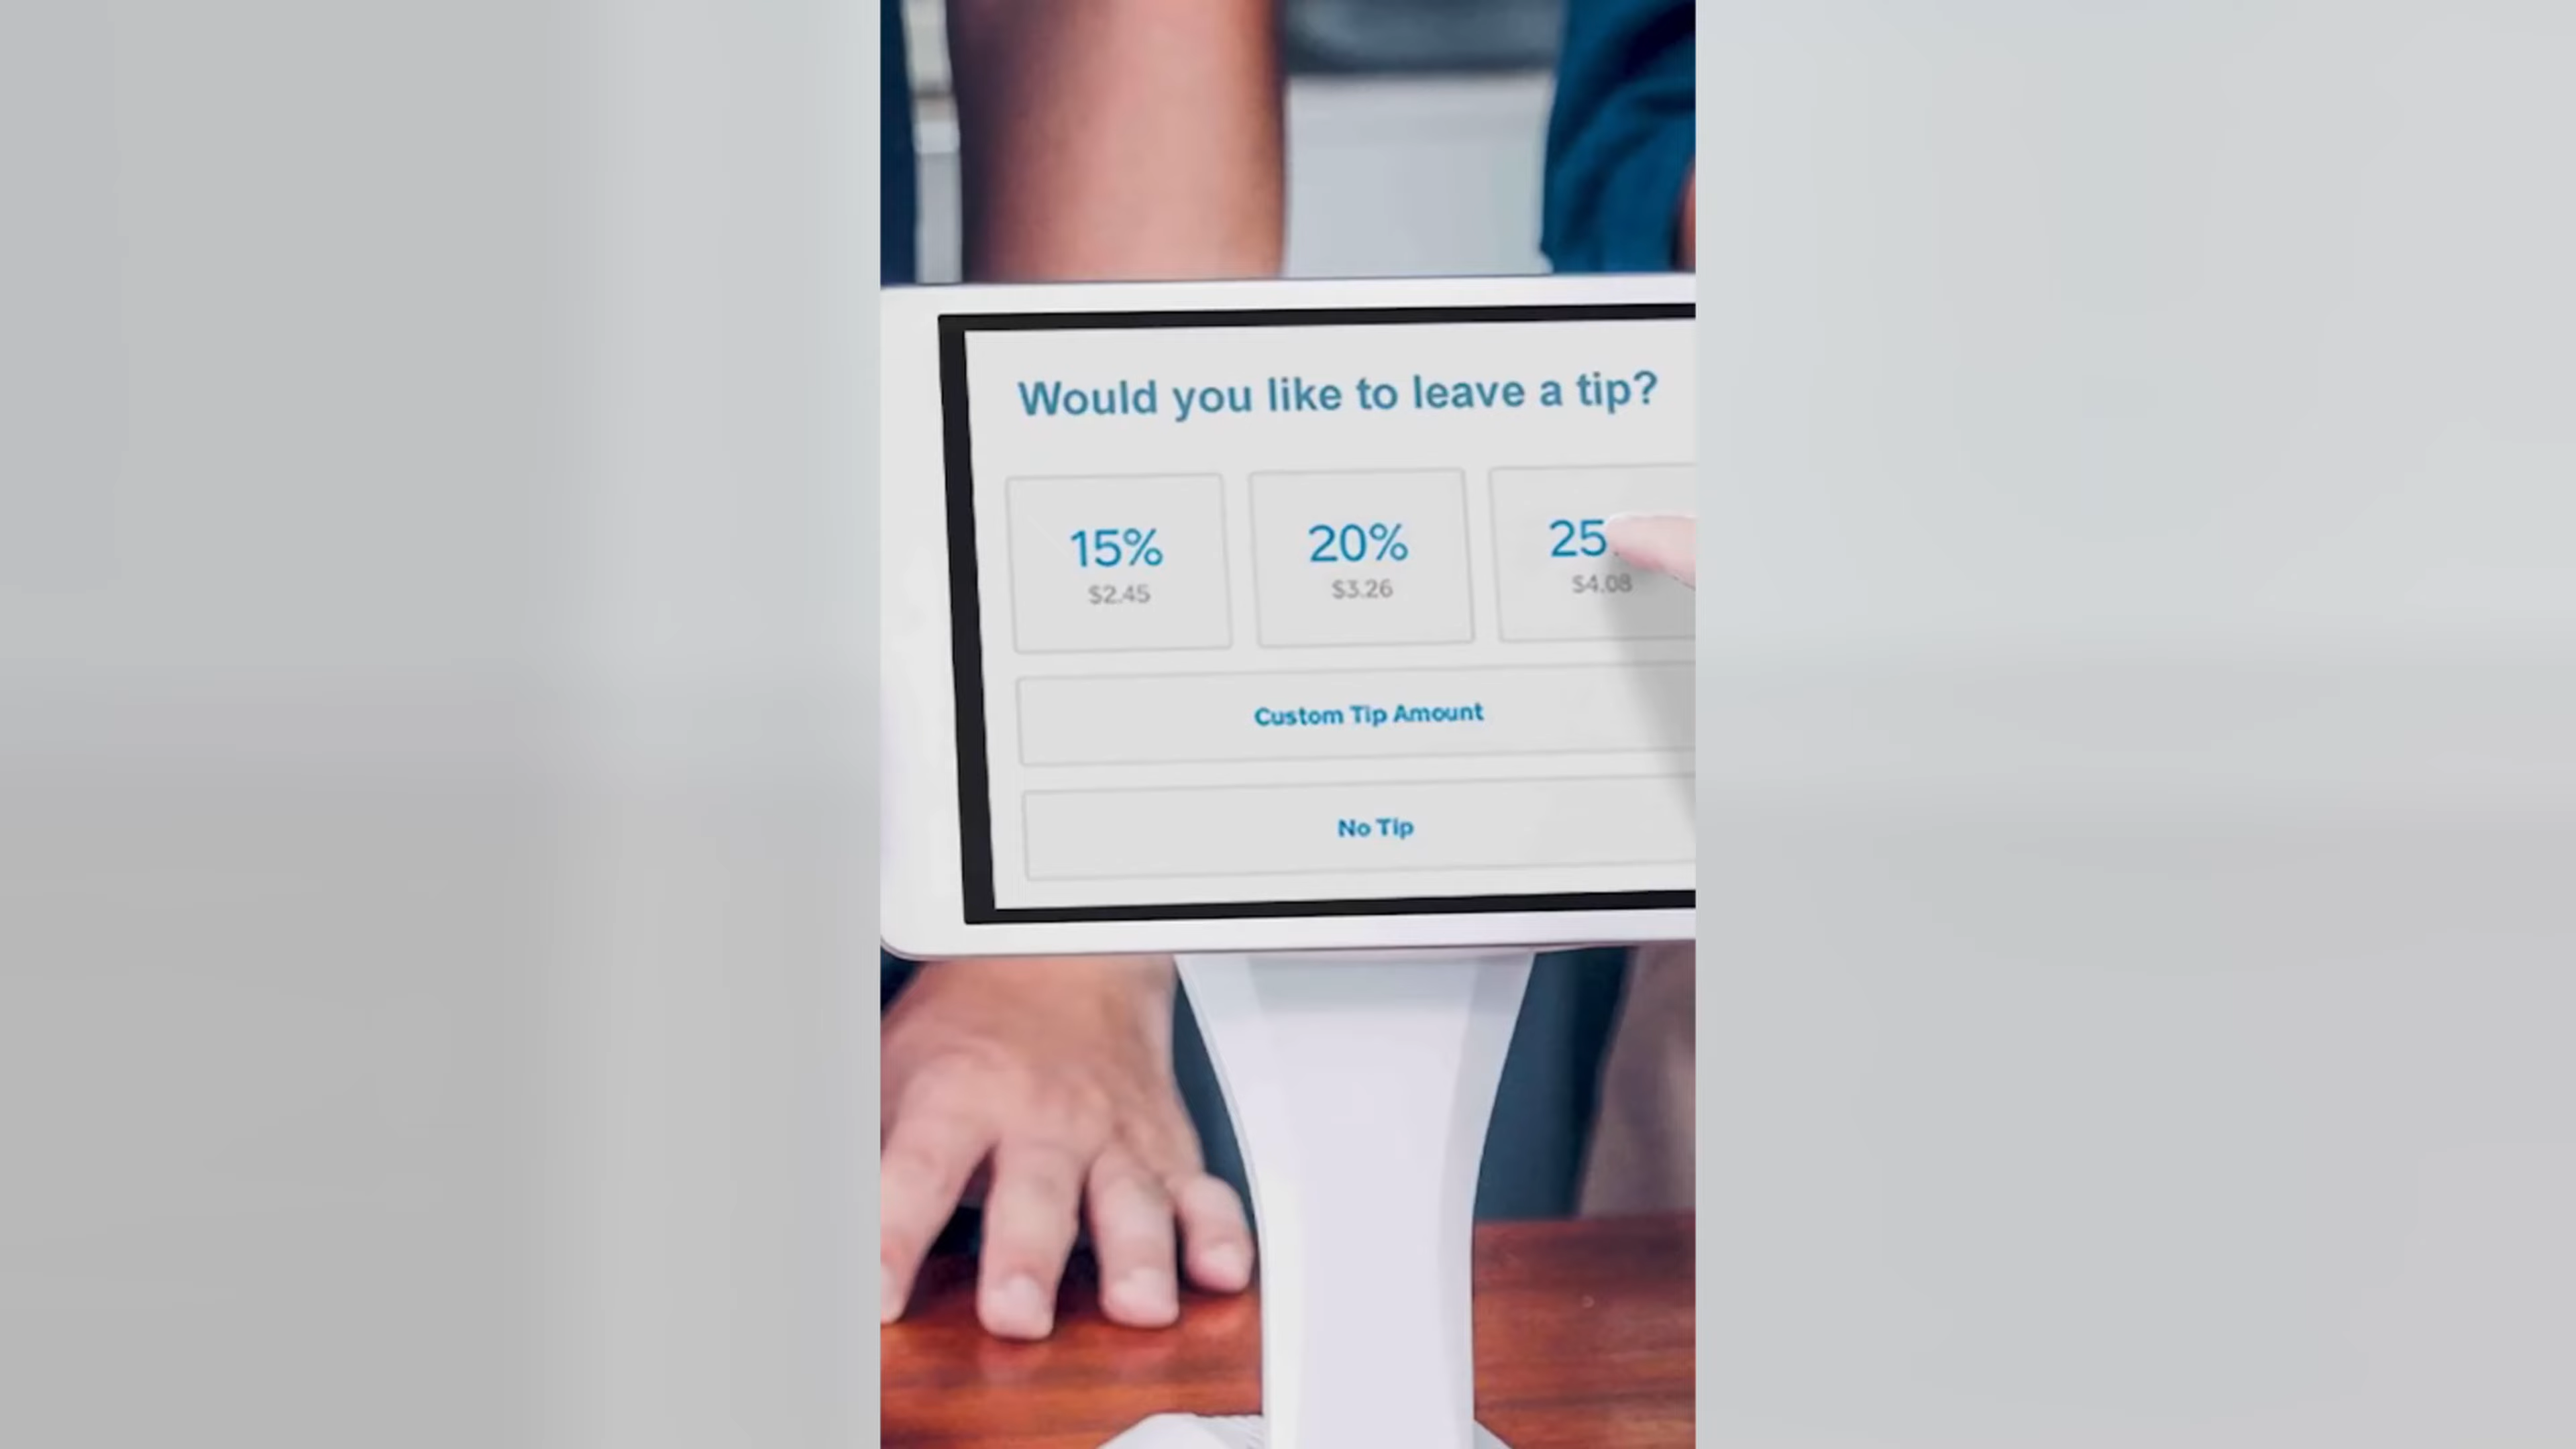 Would you like to leave a tip?
15%
$2.45
20%
$3.26
25
$4.08
Custom Tip Amount
No Tip